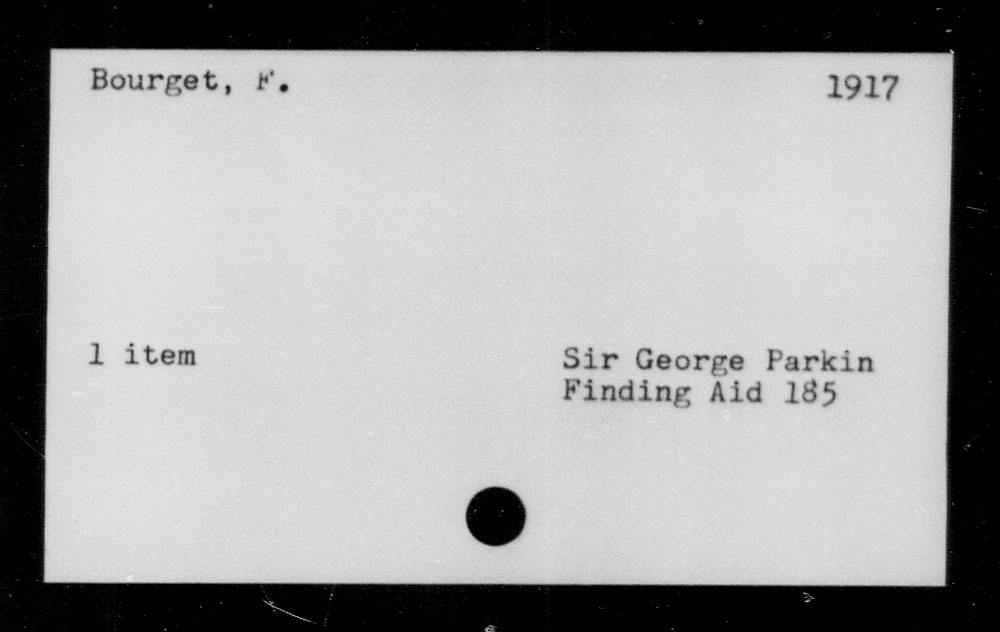 Bourget, F. 1917
1 item
Sir George Parkin
Finding Aid 185